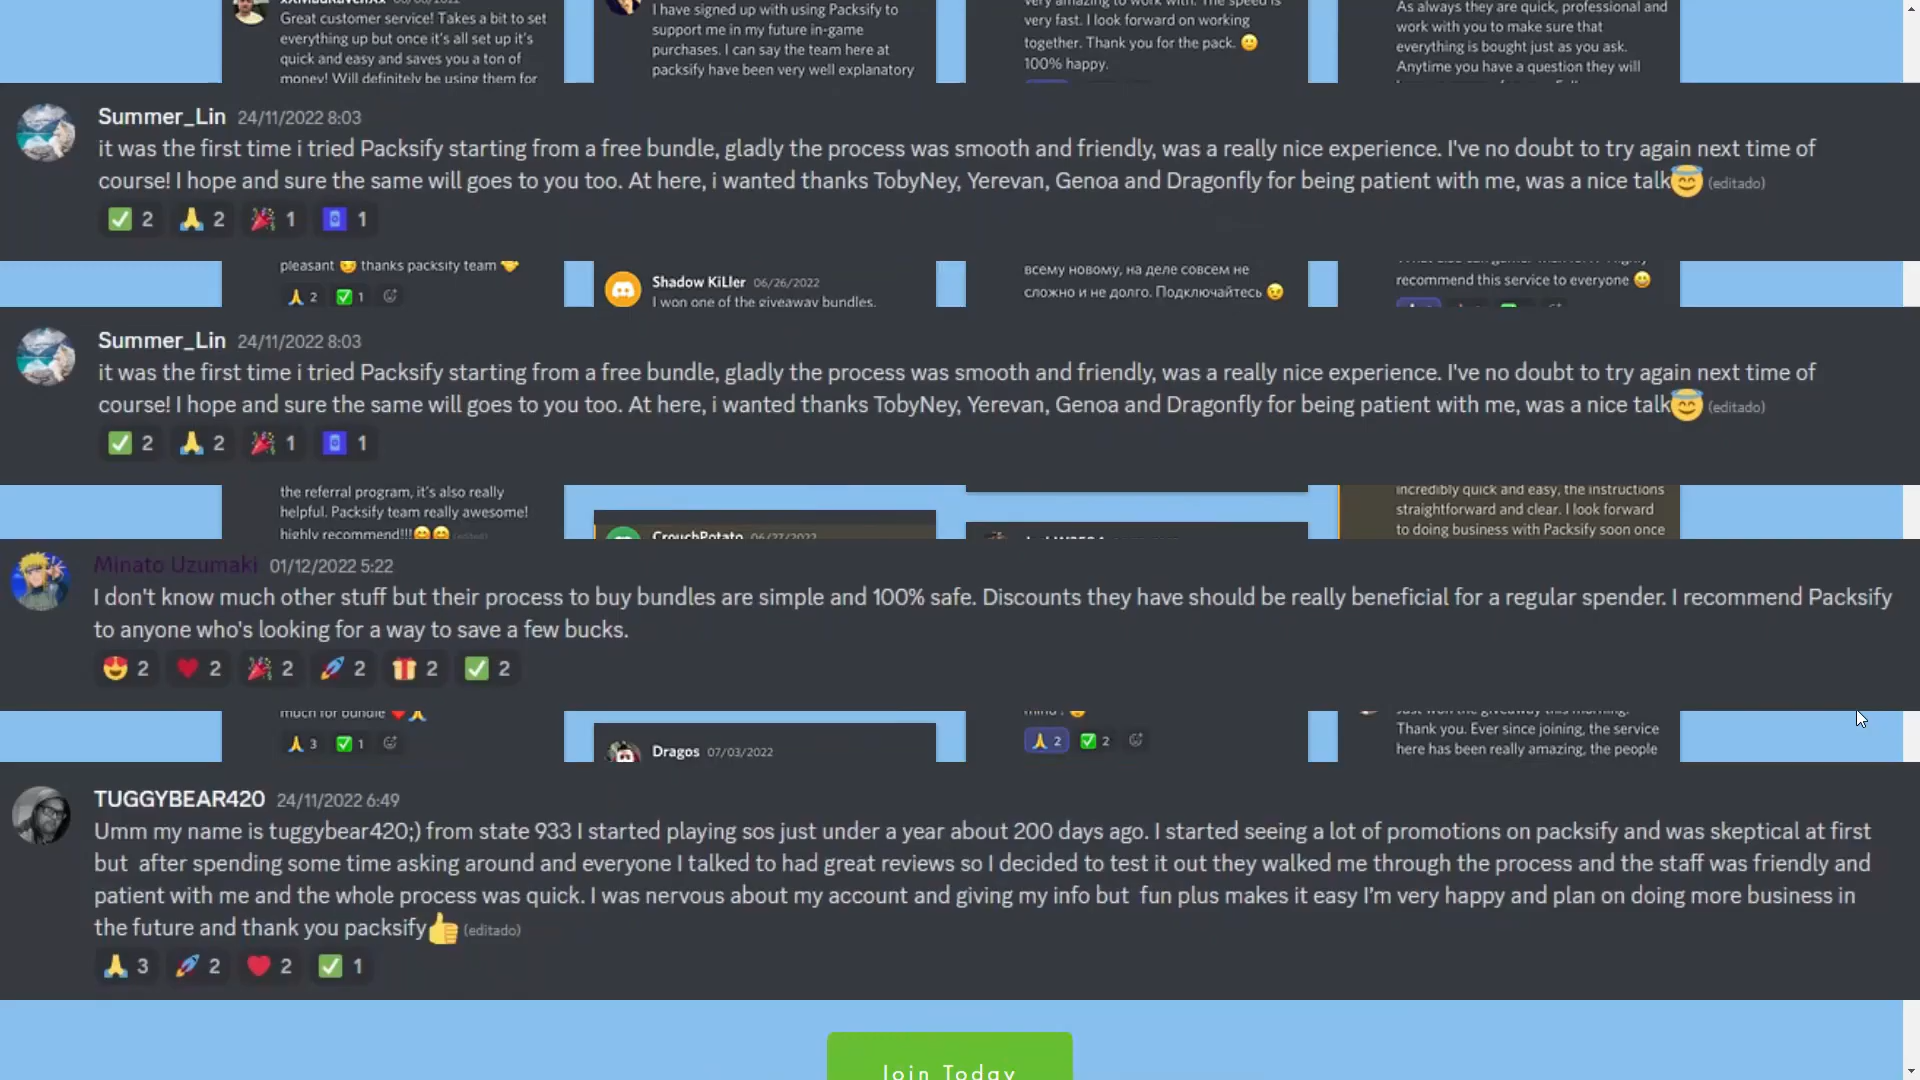 Great customer service! Takes a bit to set
everything up but once it's all set up it's
quick and easy and saves you a ton of
money! Will definitely be using them for
I have signed up with using Packsify to
support me in my future in-game
purchases. I can say the team here at
packsify have been very well explanatory
very amazing to work with. The speed is
very fast. I look forward on working
together. Thank you for the pack. 🙂
100% happy.
As always they are quick, professional and
work with you to make sure that
everything is bought just as you ask.
Anytime you have a question they will
Summer_Lin 24/11/2022 8:03
it was the first time i tried Packsify starting from a free bundle, gladly the process was smooth and friendly, was a really nice experience. I've no doubt to try again next time of
course! I hope and sure the same will goes to you too. At here, i wanted thanks TobyNey, Yerevan, Genoa and Dragonfly for being patient with me, was a nice talk😇 (editado)
✅ 2 🙏 2 🎉 1 1
pleasant 😏 thanks packsify team 🤝
🙏 2 ✅ 1
Shadow KiLler 06/26/2022
I won one of the giveaway bundles.
всему новому, на деле совсем не
сложно и не долго. Подключайтесь 😉
recommend this service to everyone 😀
Summer_Lin 24/11/2022 8:03
it was the first time i tried Packsify starting from a free bundle, gladly the process was smooth and friendly, was a really nice experience. I've no doubt to try again next time of
course! I hope and sure the same will goes to you too. At here, i wanted thanks TobyNey, Yerevan, Genoa and Dragonfly for being patient with me, was a nice talk😇 (editado)
✅ 2 🙏 2 🎉 1 1
the referral program, it's also really
helpful. Packsify team really awesome!
highly recommend!!!😊😊 (edited)
CrouchPotato 06/27/2022
incredibly quick and easy, the instructions
straightforward and clear. I look forward
to doing business with Packsify soon once
Minato Uzumaki 01/12/2022 5:22
I don't know much other stuff but their process to buy bundles are simple and 100% safe. Discounts they have should be really beneficial for a regular spender. I recommend Packsify
to anyone who's looking for a way to save a few bucks.
😍 2 ❤️ 2 🎉 2 🚀 2 🎁 2 ✅ 2
much for bundle ❤️🙏
🙏 3 ✅ 1
Dragos 07/03/2022
🙏 2 ✅ 2
Just won the giveaway this morning.
Thank you. Ever since joining, the service
here has been really amazing, the people
TUGGYBEAR420 24/11/2022 6:49
Umm my name is tuggybear420;) from state 933 I started playing sos just under a year about 200 days ago. I started seeing a lot of promotions on packsify and was skeptical at first
but after spending some time asking around and everyone I talked to had great reviews so I decided to test it out they walked me through the process and the staff was friendly and
patient with me and the whole process was quick. I was nervous about my account and giving my info but fun plus makes it easy I'm very happy and plan on doing more business in
the future and thank you packsify👍 (editado)
🙏 3 🚀 2 ❤️ 2 ✅ 1
Join Today